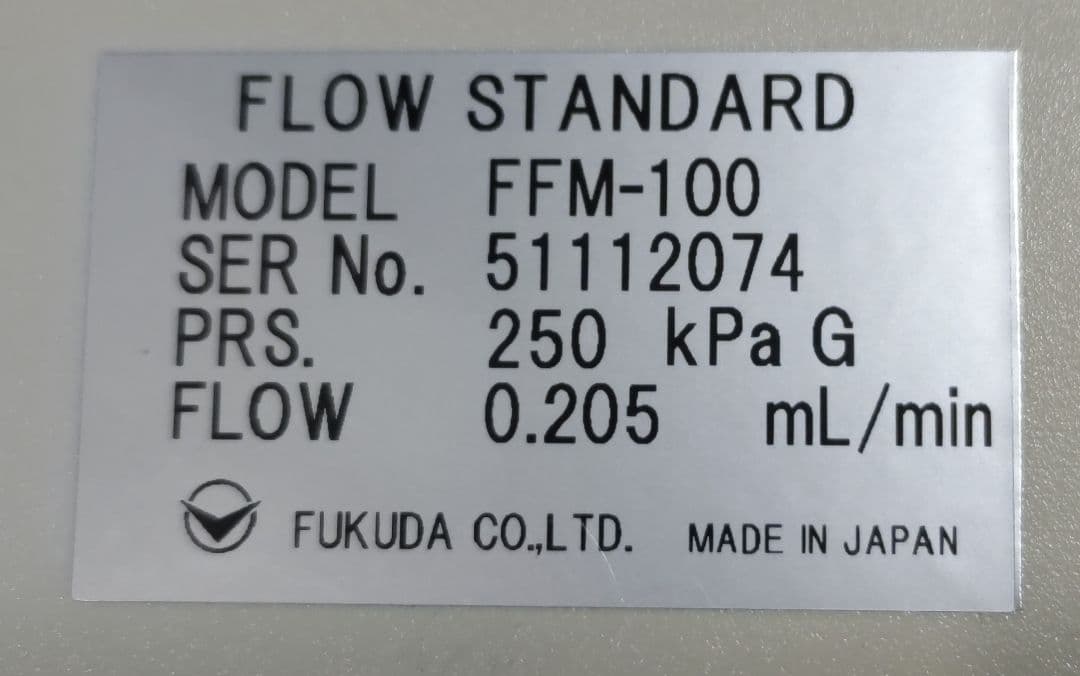 FLOW STANDARD
MODEL FFM-100
SER No. 51112074
PRS. 250 kPa G
FLOW 0.205 mL/min
FUKUDA CO.,LTD. MADE IN JAPAN